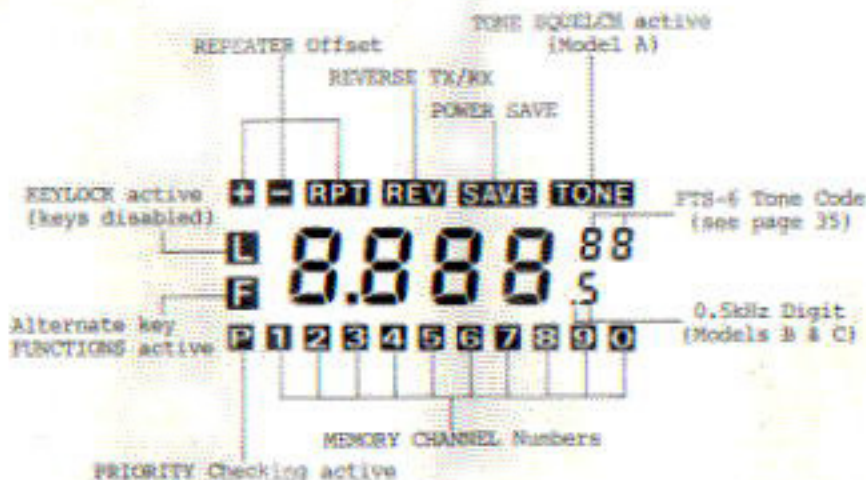 TONE SQUELCH active
(Model A)
REPEATER Offset
REVERSE TX/RX
POWER SAVE
KEYLOCK active
(keys disabled)
+ - RPT REV SAVE TONE
FTS-6 Tone Code
(see page 35)
L 8.888 88
F .5
0.5kHz Digit
(Models B & C)
Alternate key
FUNCTIONS active
P 1 2 3 4 5 6 7 8 9 0
MEMORY CHANNEL Numbers
PRIORITY Checking active